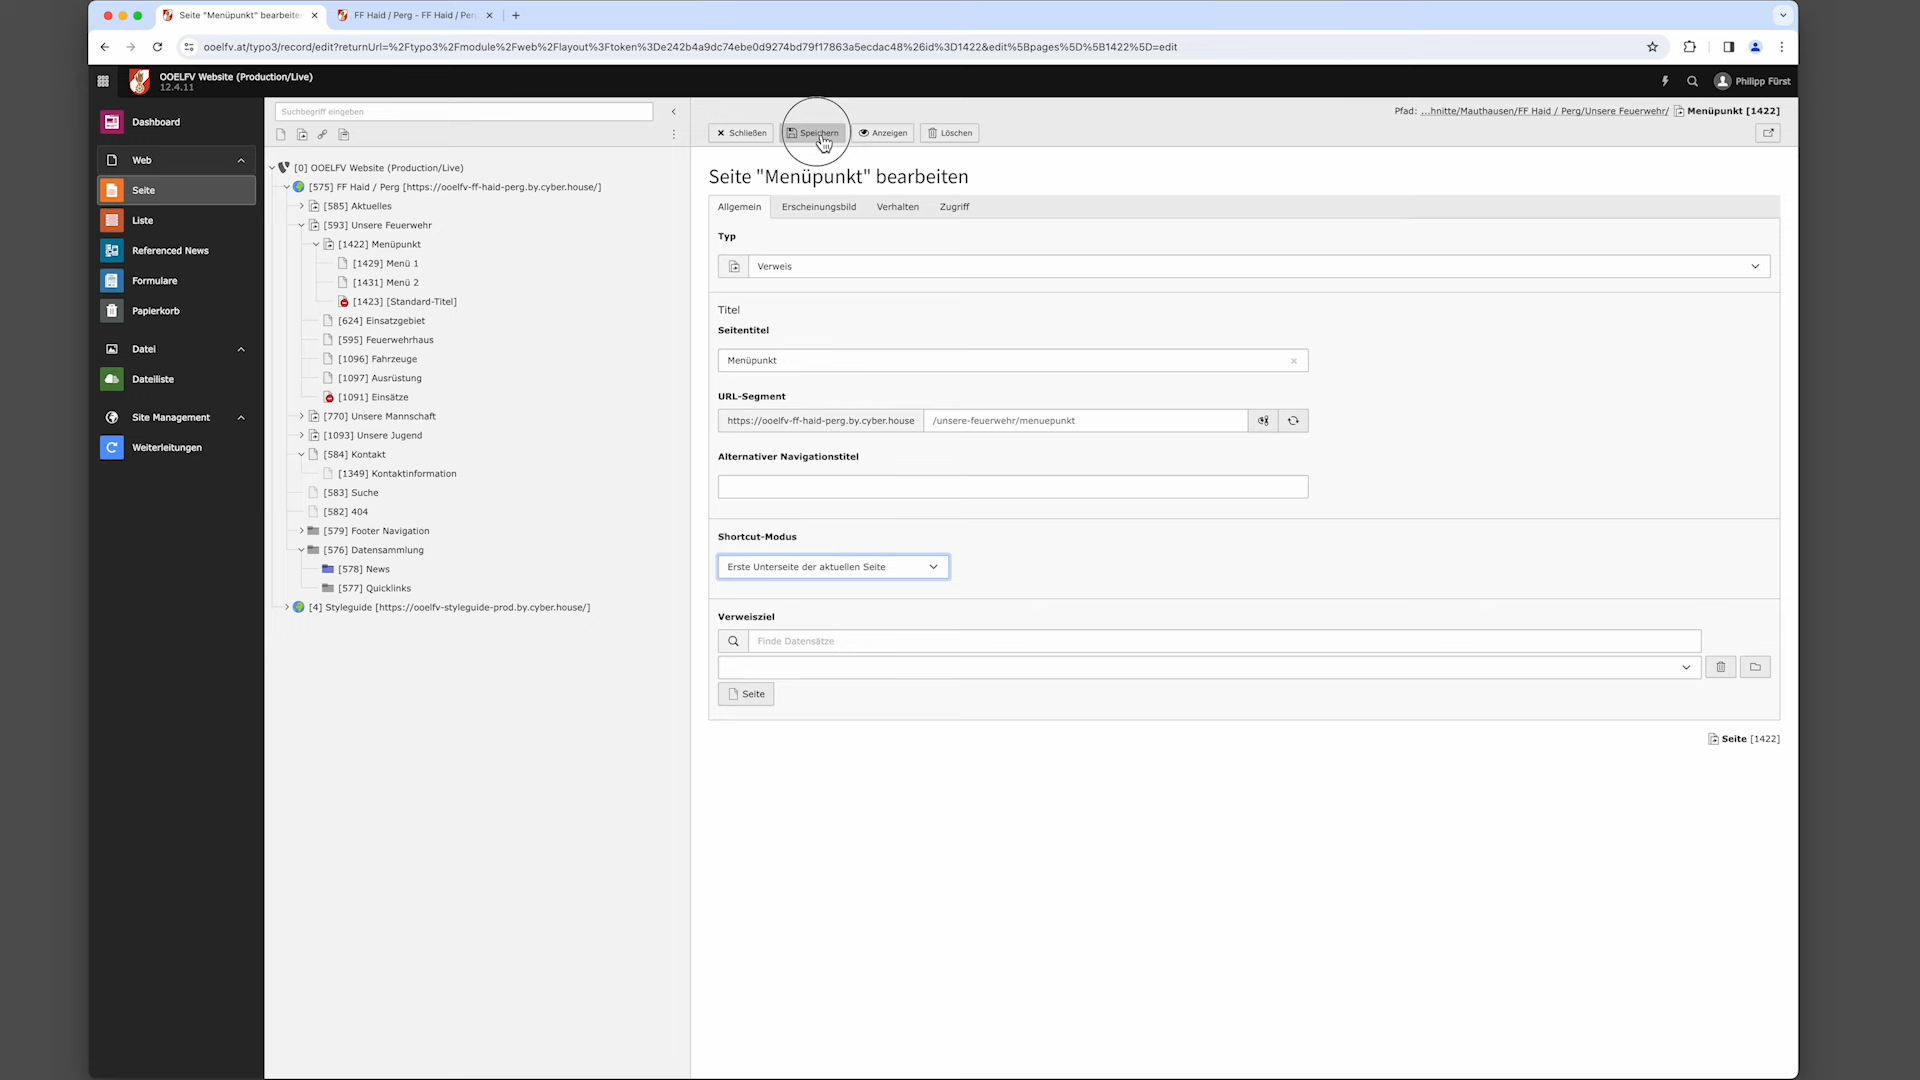 Seite "Menüpunkt" bearbeite
FF Haid / Perg - FF Haid / Per
ooelfv.at/typo3/record/edit?returnUrl=%2Ftypo3%2Fmodule%2Fweb%2Flayout%3Ftoken%3De242b4a9dc74ebe0d9274bd79f17863a5ecdac48%26id%3D1422&edit%5Bpages%5D%5B1422%5D=edit
OOELFV Website (Production/Live)
12.4.11
Philipp Fürst
Dashboard
Web
Seite
Liste
Referenced News
Formulare
Papierkorb
Datei
Dateiliste
Site Management
Weiterleitungen
Suchbegriff eingeben
[0] OOELFV Website (Production/Live)
[575] FF Haid / Perg [https://ooelfv-ff-haid-perg.by.cyber.house/]
[585] Aktuelles
[593] Unsere Feuerwehr
[1422] Menüpunkt
[1429] Menü 1
[1431] Menü 2
[1423] [Standard-Titel]
[624] Einsatzgebiet
[595] Feuerwehrhaus
[1096] Fahrzeuge
[1097] Ausrüstung
[1091] Einsätze
[770] Unsere Mannschaft
[1093] Unsere Jugend
[584] Kontakt
[1349] Kontaktinformation
[583] Suche
[582] 404
[579] Footer Navigation
[576] Datensammlung
[578] News
[577] Quicklinks
[4] Styleguide [https://ooelfv-styleguide-prod.by.cyber.house/]
Pfad: ...hnitte/Mauthausen/FF Haid / Perg/Unsere Feuerwehr/ Menüpunkt [1422]
Schließen Speichern Anzeigen Löschen
Seite "Menüpunkt" bearbeiten
Allgemein Erscheinungsbild Verhalten Zugriff
Typ
Verweis
Titel
Seitentitel
Menüpunkt
URL-Segment
https://ooelfv-ff-haid-perg.by.cyber.house /unsere-feuerwehr/menuepunkt
Alternativer Navigationstitel
Shortcut-Modus
Erste Unterseite der aktuellen Seite
Verweisziel
Finde Datensätze
Seite
Seite [1422]